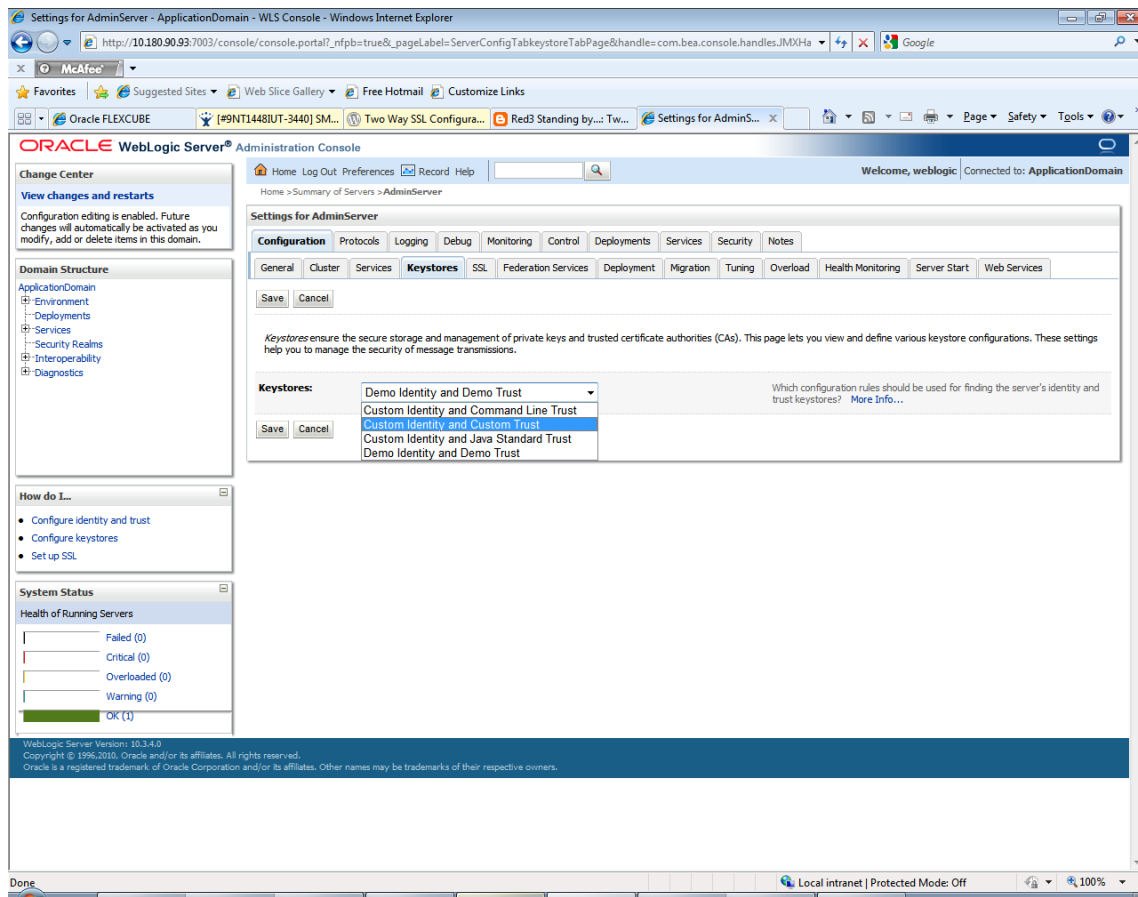 Settings for AdminServer - ApplicationDomain - WLS Console - Windows Internet Explorer
http://10.180.90.93:7003/console/console.portal?_nfpb=true&_pageLabel=ServerConfigTabkeystoreTabPage&handle=com.bea.console.handles.JMXHa
Google
x McAfee
Favorites Suggested Sites Web Slice Gallery Free Hotmail Customize Links
Oracle FLEXCUBE [#9NT1448IUT-3440] SM... Two Way SSL Configura... Red3 Standing by...: Tw... Settings for AdminS... x Page Safety Tools
ORACLE WebLogic Server® Administration Console
Change Center
View changes and restarts
Configuration editing is enabled. Future
changes will automatically be activated as you
modify, add or delete items in this domain.
Domain Structure
ApplicationDomain
Environment
Deployments
Services
Security Realms
Interoperability
Diagnostics
How do I...
Configure identity and trust
Configure keystores
Set up SSL
System Status
Health of Running Servers
Failed (0)
Critical (0)
Overloaded (0)
Warning (0)
OK (1)
Home Log Out Preferences Record Help
Welcome, weblogic Connected to: ApplicationDomain
Home >Summary of Servers >AdminServer
Settings for AdminServer
Configuration Protocols Logging Debug Monitoring Control Deployments Services Security Notes
General Cluster Services Keystores SSL Federation Services Deployment Migration Tuning Overload Health Monitoring Server Start Web Services
Save Cancel
Keystores ensure the secure storage and management of private keys and trusted certificate authorities (CAs). This page lets you view and define various keystore configurations. These settings
help you to manage the security of message transmissions.
Keystores:
Demo Identity and Demo Trust
Custom Identity and Command Line Trust
Custom Identity and Custom Trust
Custom Identity and Java Standard Trust
Demo Identity and Demo Trust
Which configuration rules should be used for finding the server's identity and
trust keystores? More Info...
Save Cancel
WebLogic Server Version: 10.3.4.0
Copyright © 1996,2010, Oracle and/or its affiliates. All rights reserved.
Oracle is a registered trademark of Oracle Corporation and/or its affiliates. Other names may be trademarks of their respective owners.
Done
Local intranet | Protected Mode: Off
100%